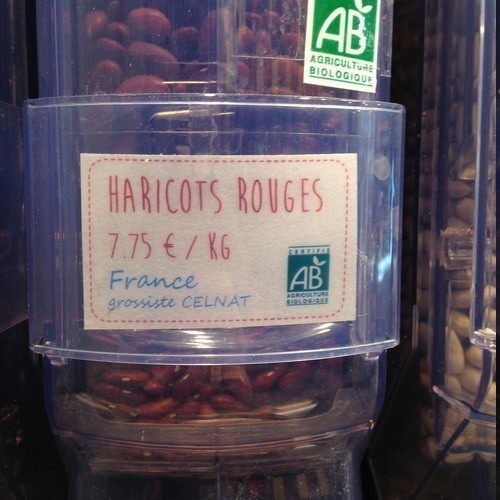 AB
AGRICULTURE
BIOLOGIQUE
HARICOTS ROUGES
7.75 € / KG
France
grossiste CELNAT
CERTIFIÉ
AB
AGRICULTURE
BIOLOGIQUE